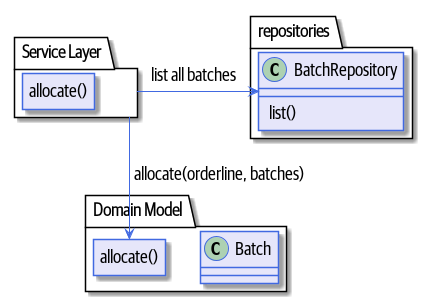 repositories
Service Layer
C BatchRepository
allocate()
list all batches
list()
allocate(orderline, batches)
Domain Model
allocate()
C Batch